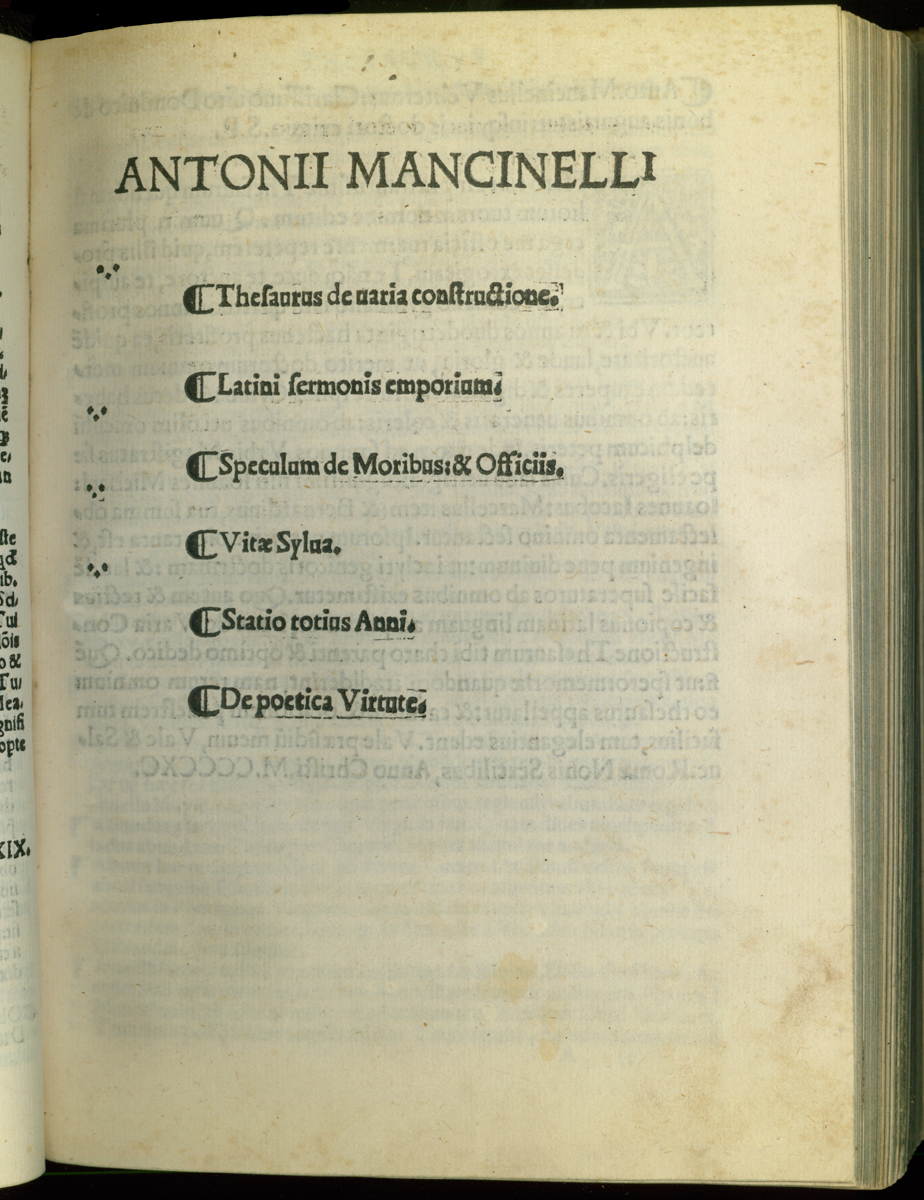 ANTONII MANCINELLI
⸿ Theſaurus de uaria conſtructione.
⸿ Latini ſermonis emporium.
⸿ Speculum de Moribus: & Officiis.
⸿ Vitæ Sylua.
⸿ Statio totius Anni.
⸿ De poetica Virtute.
XIX.